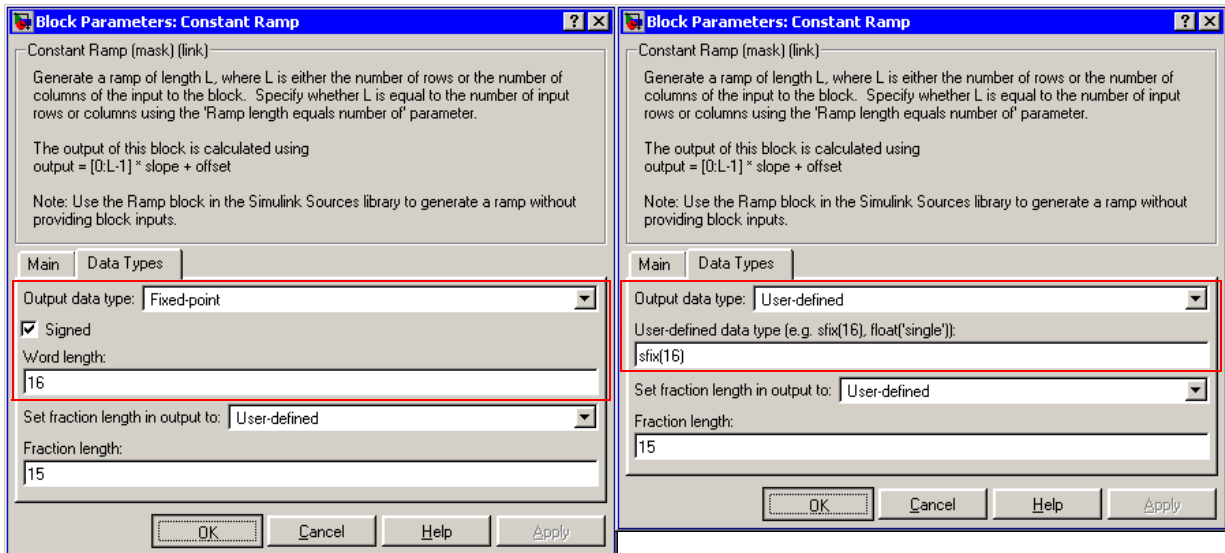 Block Parameters: Constant Ramp
Constant Ramp (mask) (link)
Generate a ramp of length L, where L is either the number of rows or the number of
columns of the input to the block.  Specify whether L is equal to the number of input
rows or columns using the 'Ramp length equals number of' parameter.
The output of this block is calculated using
output = [0:L-1] * slope + offset
Note: Use the Ramp block in the Simulink Sources library to generate a ramp without
providing block inputs.
Main
Data Types
Output data type: Fixed-point
Signed
Word length:
16
Set fraction length in output to: User-defined
Fraction length:
15
OK
Cancel
Help
Apply
Block Parameters: Constant Ramp
Constant Ramp (mask) (link)
Generate a ramp of length L, where L is either the number of rows or the number of
columns of the input to the block.  Specify whether L is equal to the number of input
rows or columns using the 'Ramp length equals number of' parameter.
The output of this block is calculated using
output = [0:L-1] * slope + offset
Note: Use the Ramp block in the Simulink Sources library to generate a ramp without
providing block inputs.
Main
Data Types
Output data type: User-defined
User-defined data type (e.g. sfix(16), float('single')):
sfix(16)
Set fraction length in output to: User-defined
Fraction length:
15
OK
Cancel
Help
Apply